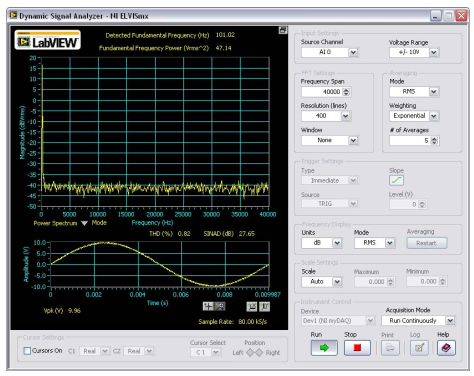 Dynamic Signal Analyzer - NI ELVISmx
LabVIEW
Detected Fundamental Frequency (Hz) 101.02
Fundamental Frequency Power (Vrms^2) 47.14
Magnitude (dBVrms)
20
15
10
5
0
-5
-10
-15
-20
-25
-30
-35
-40
-45
-50
0 5000 10000 15000 20000 25000 30000 35000 40000
Power Spectrum Mode Frequency (Hz)
THD (%) 0.82 SINAD (dB) 27.65
Amplitude (V)
10.0
5.0
0.0
-5.0
-10.0
0 0.002 0.004 0.006 0.008 0.009987
Time (s)
Vpk (V) 9.96
Sample Rate: 80.00 kS/s
Cursor Settings
Cursors On C1 Real C2 Real
Cursor Select
C 1
Position
Left Right
Input Settings
Source Channel Voltage Range
AI 0 +/- 10V
FFT Settings
Frequency Span
40000
Resolution (lines)
400
Window
None
Averaging
Mode
RMS
Weighting
Exponential
# of Averages
5
Trigger Settings
Type Slope
Immediate
Source Level (V)
TRIG 0
Frequency Display
Units Mode Averaging
dB RMS Restart
Scale Settings
Scale Maximum Minimum
Auto 0.000 0.000
Instrument Control
Device Acquisition Mode
Dev1 (NI myDAQ) Run Continuously
Run Stop Print Log Help